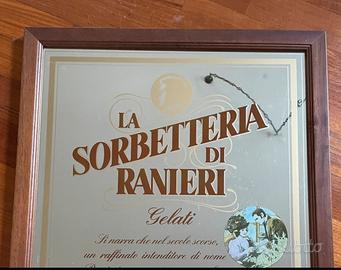 LA
SORBETTERIA
DI
RANIERI
Gelati
Si narra che nel secolo scorso,
un raffinato intenditore di nome